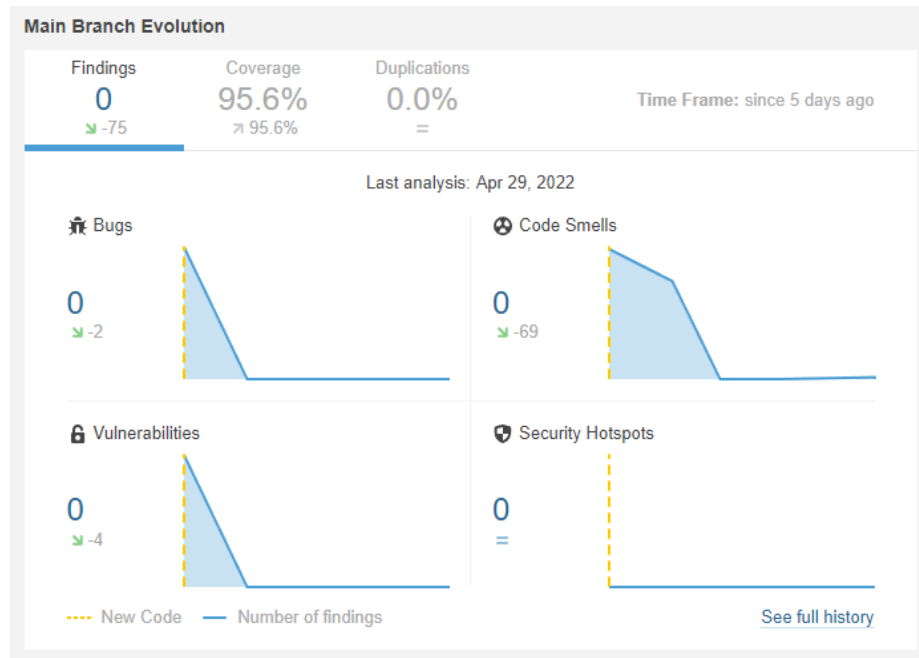 Main Branch Evolution
Findings Coverage Duplications
0 95.6% 0.0%
Time Frame: since 5 days ago
-75 95.6% =
Last analysis: Apr 29, 2022
Bugs
0
-2
Code Smells
0
-69
Vulnerabilities
0
-4
Security Hotspots
0
=
New Code Number of findings
See full history